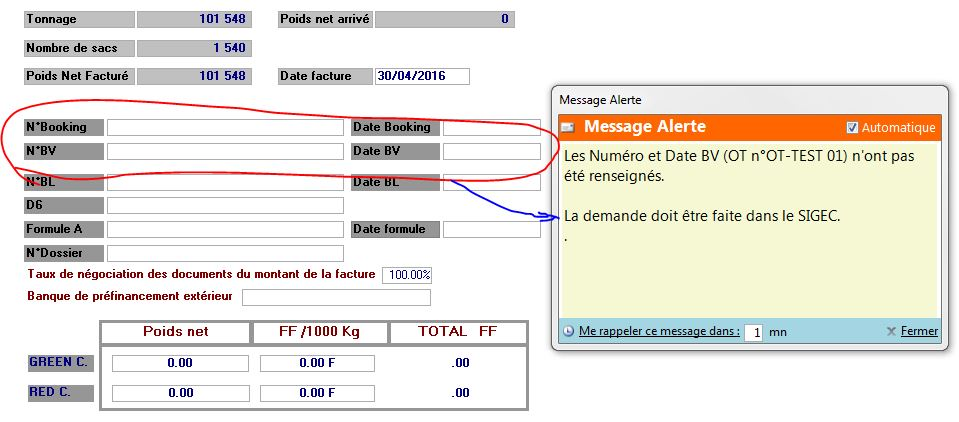 Tonnage 101 548 Poids net arrivé 0
Nombre de sacs 1 540
Poids Net Facturé 101 548 Date facture 30/04/2016
N°Booking Date Booking
N°BV Date BV
N°BL Date BL
D6
Formule A Date formule
N°Dossier
Taux de négociation des documents du montant de la facture 100.00%
Banque de préfinancement extérieur
Poids net FF /1000 Kg TOTAL FF
GREEN C. 0.00 0.00 F .00
RED C. 0.00 0.00 F .00
Message Alerte
Message Alerte Automatique
Les Numéro et Date BV (OT n°OT-TEST 01) n'ont pas
été renseignés.
La demande doit être faite dans le SIGEC.
.
Me rappeler ce message dans : 1 mn Fermer